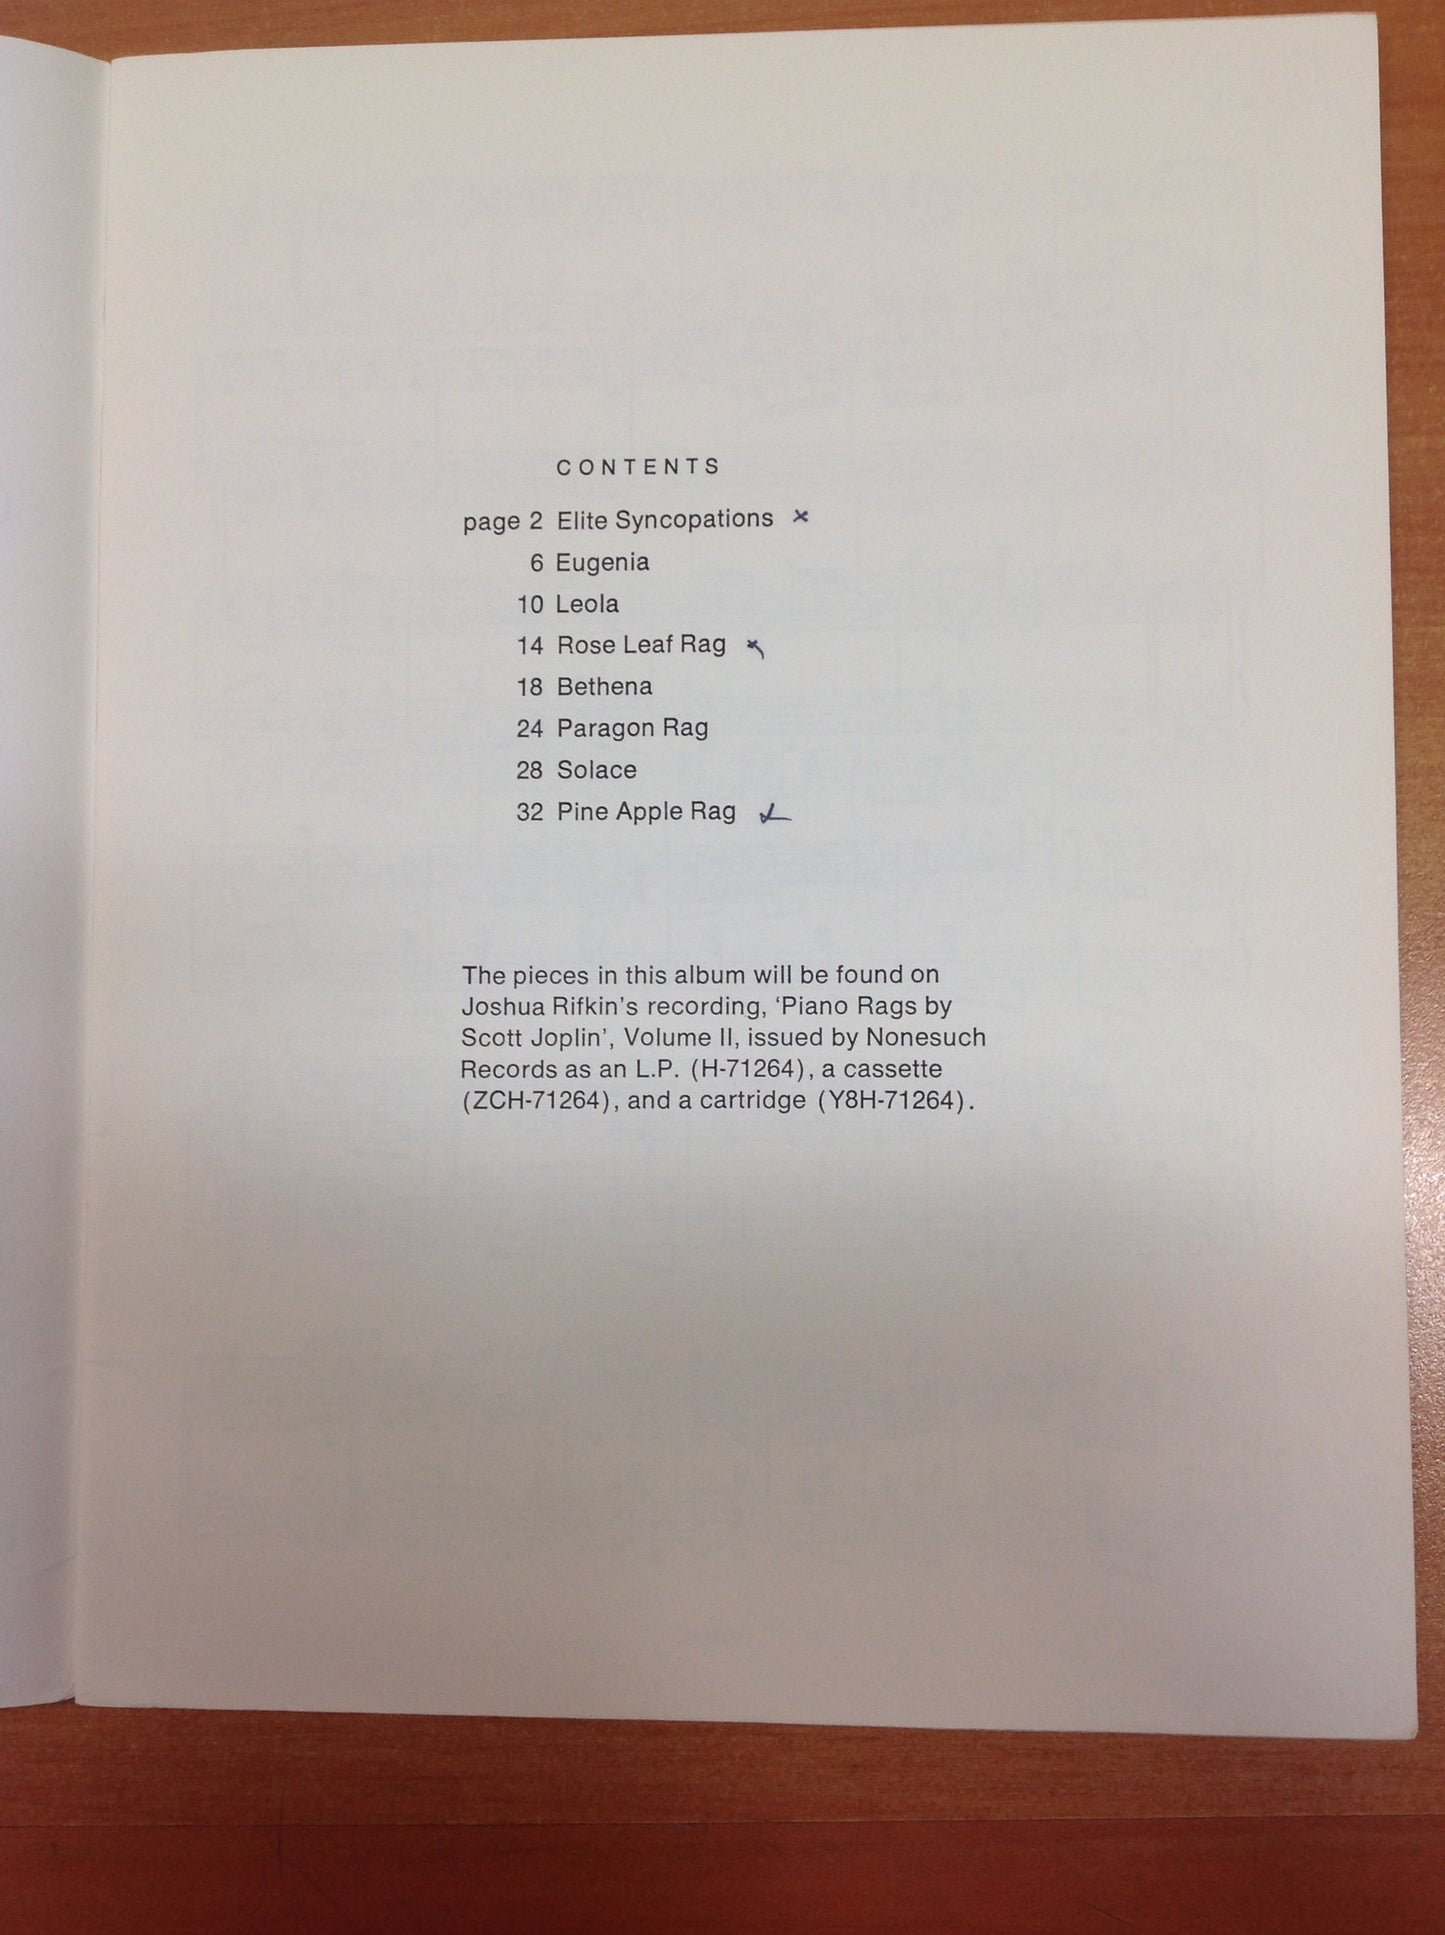 CONTENTS
page 2 Elite Syncopations ×
6 Eugenia
10 Leola
14 Rose Leaf Rag
18 Bethena
24 Paragon Rag
28 Solace
32 Pine Apple Rag
The pieces in this album will be found on
Joshua Rifkin's recording, ‘Piano Rags by
Scott Joplin’, Volume II, issued by Nonesuch
Records as an L.P. (H-71264), a cassette
(ZCH-71264), and a cartridge (Y8H-71264).